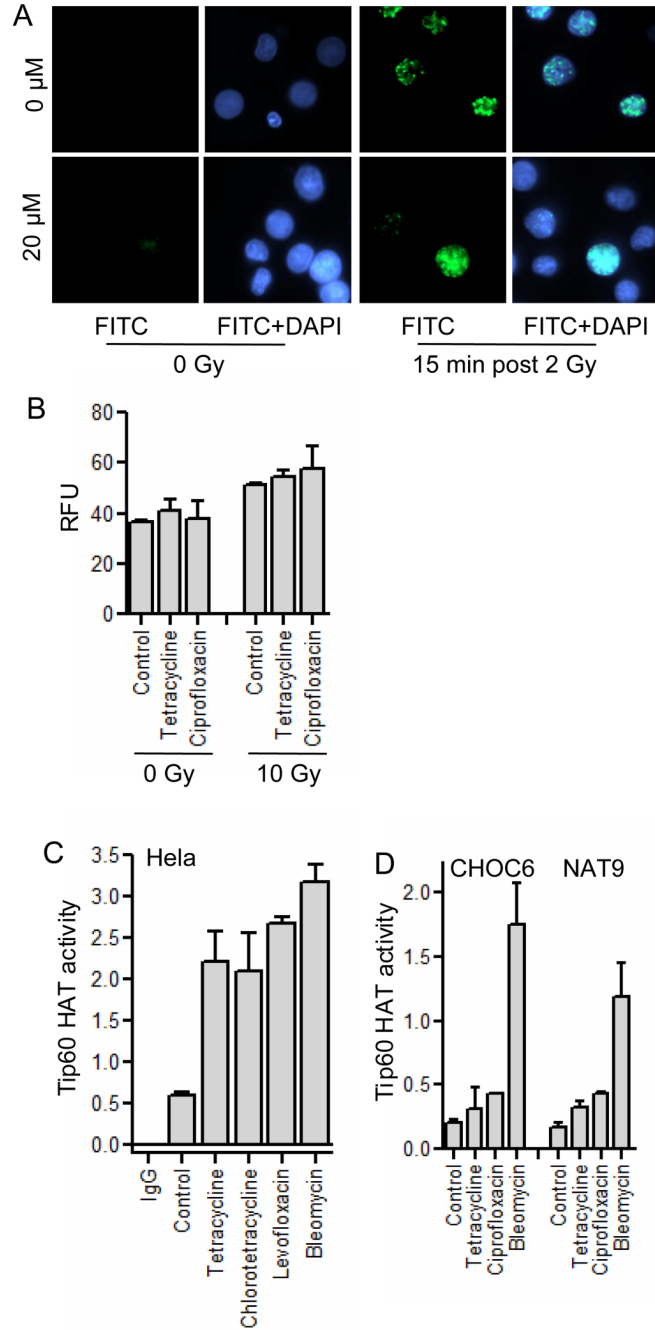 A
0 µM
20 µM
FITC FITC+DAPI FITC FITC+DAPI
0 Gy 15 min post 2 Gy
B
RFU
80
60
40
20
0
Control
Tetracycline
Ciprofloxacin
Control
Tetracycline
Ciprofloxacin
0 Gy 10 Gy
C Hela
Tip60 HAT activity
3.5
3.0
2.5
2.0
1.5
1.0
0.5
0.0
IgG
Control
Tetracycline
Chlorotetracycline
Levofloxacin
Bleomycin
D CHOC6 NAT9
Tip60 HAT activity
2.0
1.5
1.0
0.5
0.0
Control
Tetracycline
Ciprofloxacin
Bleomycin
Control
Tetracycline
Ciprofloxacin
Bleomycin